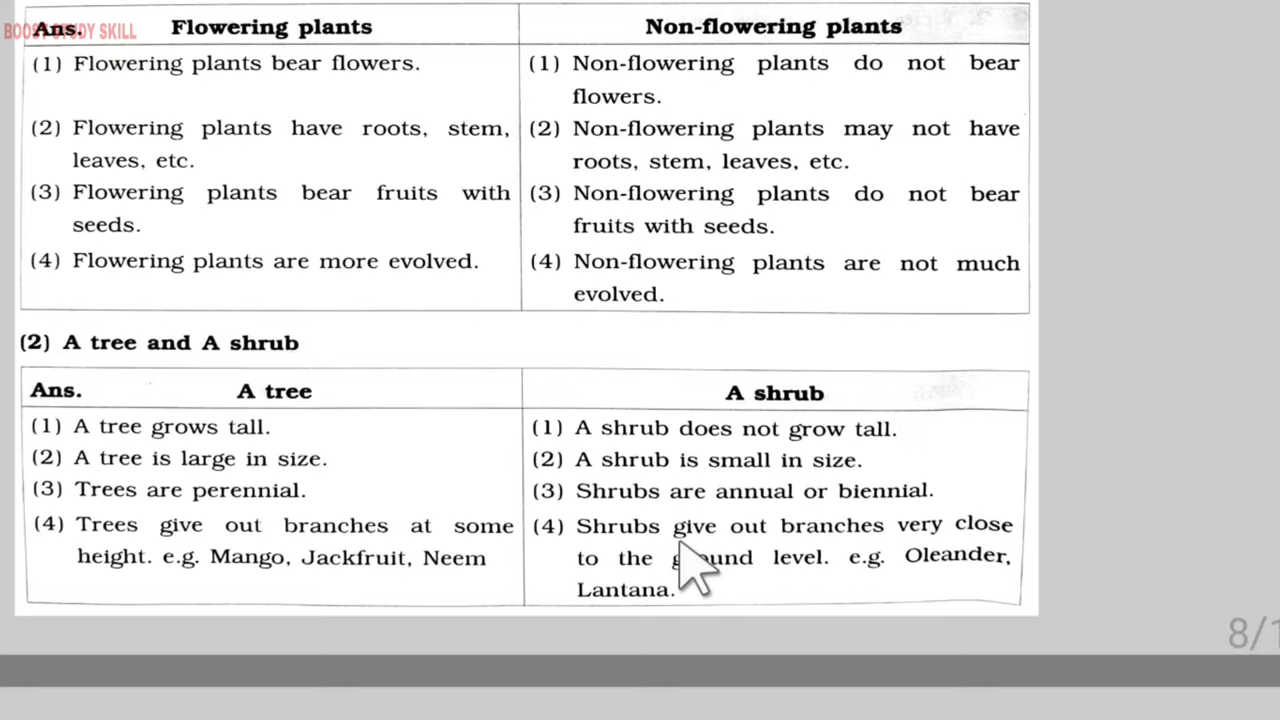 BOOST STUDY SKILL
Ans. Flowering plants Non-flowering plants
(1) Flowering plants bear flowers.
(1) Non-flowering plants do not bear
flowers.
(2) Flowering plants have roots, stem,
leaves, etc.
(2) Non-flowering plants may not have
roots, stem, leaves, etc.
(3) Flowering plants bear fruits with
seeds.
(3) Non-flowering plants do not bear
fruits with seeds.
(4) Flowering plants are more evolved.
(4) Non-flowering plants are not much
evolved.
(2) A tree and A shrub
Ans. A tree A shrub
(1) A tree grows tall.
(1) A shrub does not grow tall.
(2) A tree is large in size.
(2) A shrub is small in size.
(3) Trees are perennial.
(3) Shrubs are annual or biennial.
(4) Trees give out branches at some
height. e.g. Mango, Jackfruit, Neem
(4) Shrubs give out branches very close
to the ground level. e.g. Oleander,
Lantana.
8/1